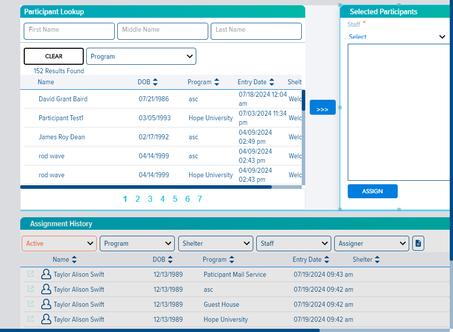 Participant Lookup
First Name Middle Name Last Name
CLEAR Program
152 Results Found
Name DOB Program Entry Date Shelt
David Grant Baird 07/21/1986 asc 07/18/2024 12:04 am Welc
Participant Test1 03/05/1993 Hope University 07/03/2024 11:34 pm Welc
James Roy Dean 02/17/1992 asc 04/09/2024 02:49 pm Welc
rod wave 04/14/1999 asc 04/09/2024 02:43 pm Welc
rod wave 04/14/1999 Hope University 04/09/2024 02:43 pm Welc
1 2 3 4 5 6 7
>>>
Selected Participants
Staff *
Select
ASSIGN
Assignment History
Active Program Shelter Staff Assigner
Name DOB Program Entry Date Shelter
Taylor Alison Swift 12/13/1989 Paticipant Mail Service 07/19/2024 09:43 am
Taylor Alison Swift 12/13/1989 asc 07/19/2024 09:42 am
Taylor Alison Swift 12/13/1989 Guest House 07/19/2024 09:42 am
Taylor Alison Swift 12/13/1989 Hope University 07/19/2024 09:42 am